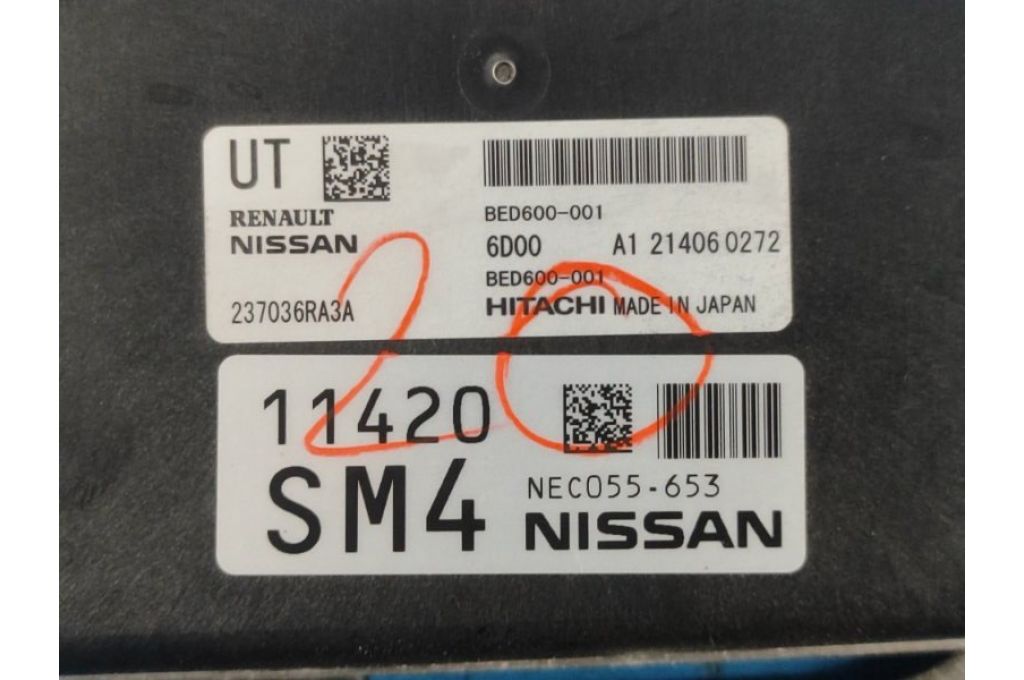 UT
RENAULT
NISSAN
237036RA3A
BED600-001
6D00 A1 214060272
BED600-001
HITACHI MADE IN JAPAN
20
11420
SM4
NEC055-653
NISSAN